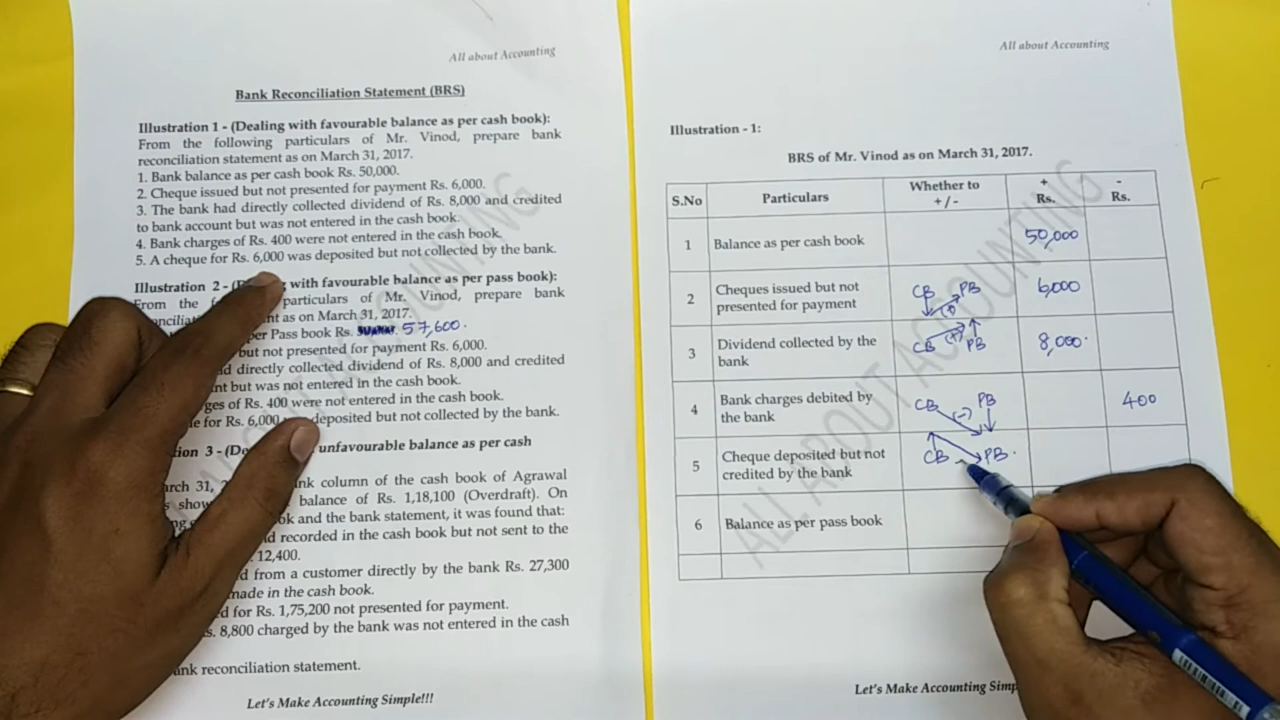 All about Accounting
Bank Reconciliation Statement (BRS)
Illustration 1 - (Dealing with favourable balance as per cash book):
From the following particulars of Mr. Vinod, prepare bank
reconciliation statement as on March 31, 2017.
1. Bank balance as per cash book Rs. 50,000.
2. Cheque issued but not presented for payment Rs. 6,000.
3. The bank had directly collected dividend of Rs. 8,000 and credited
to bank account but was not entered in the cash book.
4. Bank charges of Rs. 400 were not entered in the cash book.
5. A cheque for Rs. 6,000 was deposited but not collected by the bank.
Illustration 2 - with favourable balance as per pass book):
From the particulars of Mr. Vinod, prepare bank
as on March 31, 2017.
per Pass book Rs. 57,600.
but not presented for payment Rs. 6,000.
directly collected dividend of Rs. 8,000 and credited
but was not entered in the cash book.
of Rs. 400 were not entered in the cash book.
for Rs. 6,000 deposited but not collected by the bank.
3 - unfavourable balance as per cash
column of the cash book of Agrawal
balance of Rs. 1,18,100 (Overdraft). On
and the bank statement, it was found that:
recorded in the cash book but not sent to the
12,400.
from a customer directly by the bank Rs. 27,300
made in the cash book.
for Rs. 1,75,200 not presented for payment.
8,800 charged by the bank was not entered in the cash
reconciliation statement.
Let's Make Accounting Simple!!!
All about Accounting
Illustration - 1:
BRS of Mr. Vinod as on March 31, 2017.
S.No Particulars Whether to + / - + Rs. - Rs.
1 Balance as per cash book 50,000
2 Cheques issued but not presented for payment CB PB (+) 6,000
3 Dividend collected by the bank CB (+) PB 8,000.
4 Bank charges debited by the bank CB (-) PB 400
5 Cheque deposited but not credited by the bank CB PB.
6 Balance as per pass book
Let's Make Accounting
ALL ABOUT ACCOUNTING